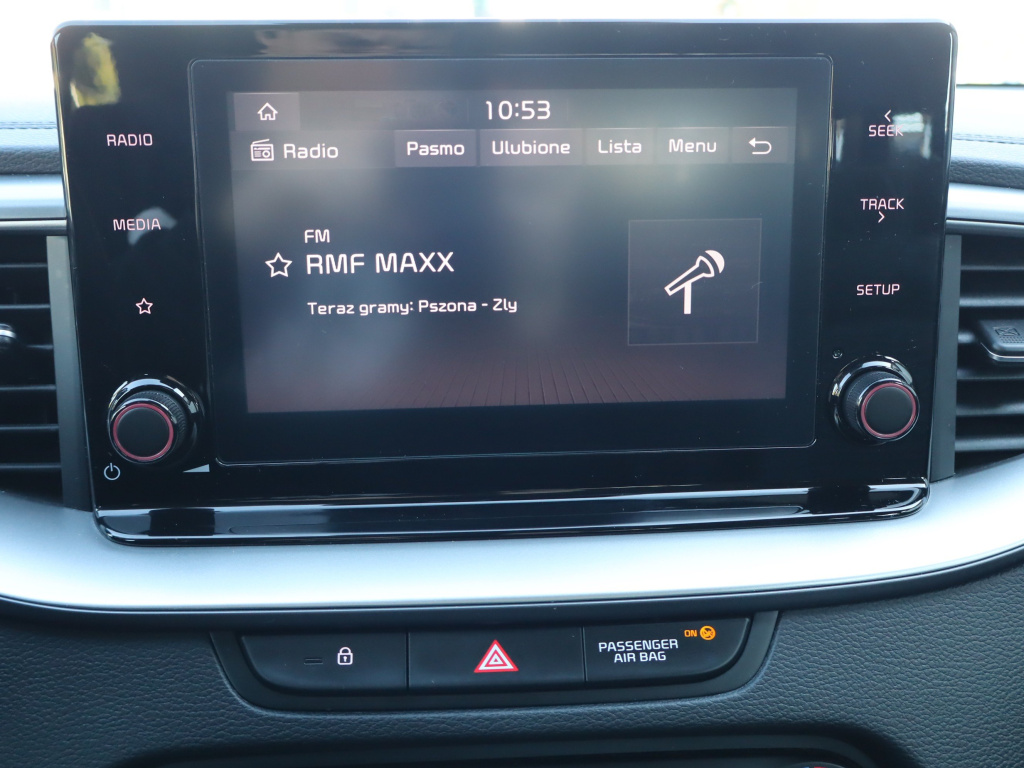 10:53
Radio
Pasmo
Ulubione
Lista
Menu
FM
RMF MAXX
Teraz gramy: Pszona - Zly
RADIO
MEDIA
SEEK
TRACK
SETUP
PASSENGER
AIR BAG
ON